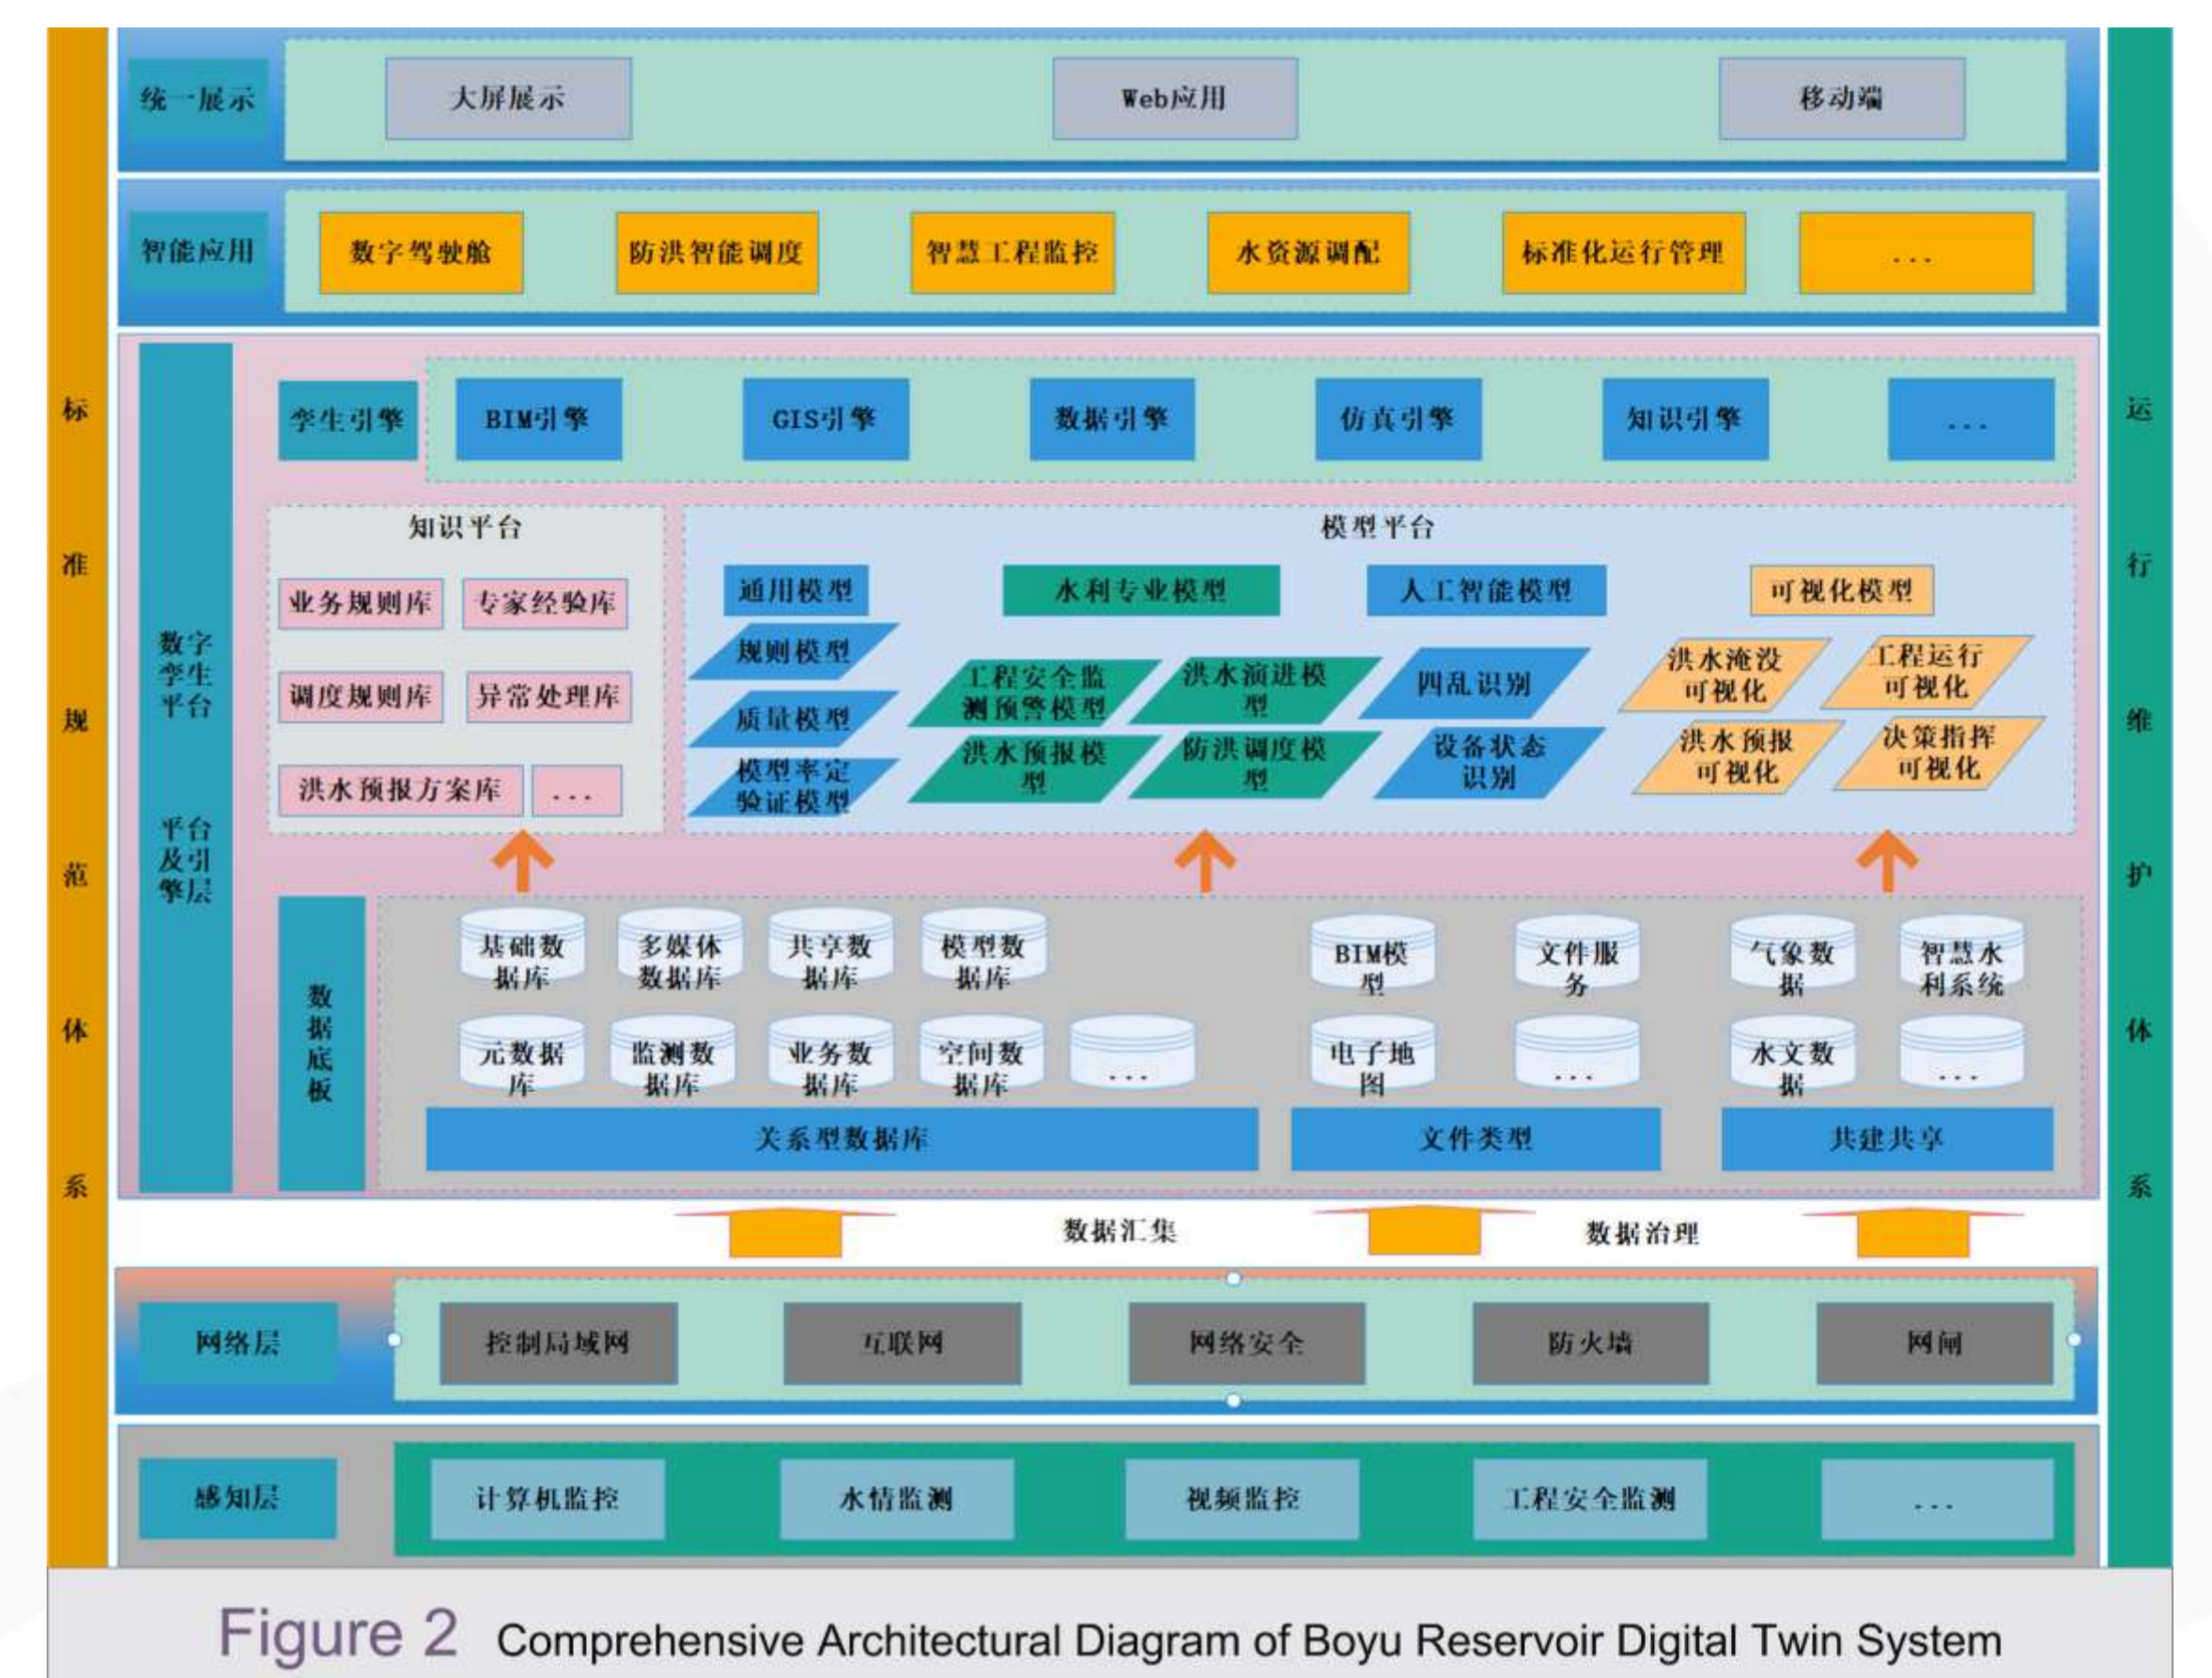 统一展示
大屏展示
Web应用
移动端
智能应用
数字驾驶舱
防洪智能调度
智慧工程监控
水资源调配
标准化运行管理
...
标
准
规
范
体
系
数字
孪生
平台
平台
及引
擎层
孪生引擎
BIM引擎
GIS引擎
数据引擎
仿真引擎
知识引擎
...
知识平台
业务规则库
专家经验库
调度规则库
异常处理库
洪水预报方案库
...
模型平台
通用模型
规则模型
质量模型
模型率定
验证模型
水利专业模型
工程安全监
测预警模型
洪水演进模
型
洪水预报模
型
防洪调度模
型
人工智能模型
四乱识别
设备状态
识别
可视化模型
洪水淹没
可视化
工程运行
可视化
洪水预报
可视化
决策指挥
可视化
数
据
底
板
基础数
据库
多媒体
数据库
共享数
据库
模型数
据库
元数据
库
监测数
据库
业务数
据库
空间数
据库
...
关系型数据库
BIM模
型
文件服
务
电子地
图
...
文件类型
气象数
据
智慧水
利系统
水文数
据
...
共建共享
数据汇集
数据治理
网络层
控制局域网
互联网
网络安全
防火墙
网闸
感知层
计算机监控
水情监测
视频监控
工程安全监测
...
运
行
维
护
体
系
Figure 2 Comprehensive Architectural Diagram of Boyu Reservoir Digital Twin System